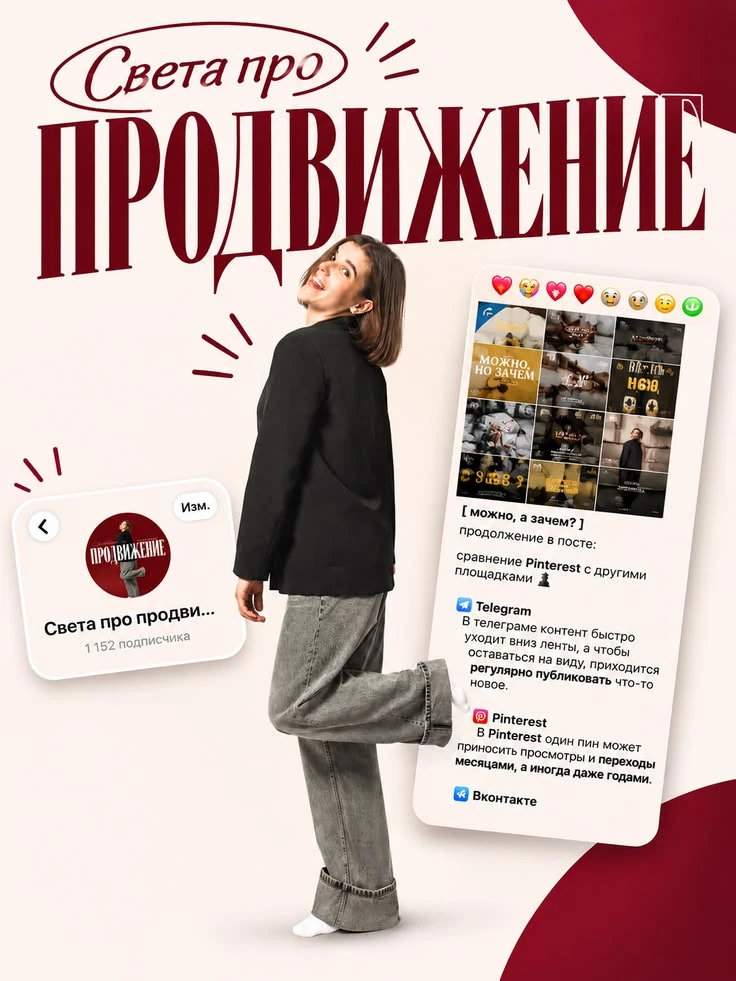 Света про
ПРОДВИЖЕНИЕ
Изм.
ПРОДВИЖЕНИЕ
Света про продви...
1 152 подписчика
МОЖНО,
НО ЗАЧЕМ
[ можно, а зачем? ]
продолжение в посте:
сравнение Pinterest с другими
площадками
Telegram
В телеграме контент быстро
уходит вниз ленты, а чтобы
оставаться на виду, приходится
регулярно публиковать что-то
новое.
Pinterest
В Pinterest один пин может
приносить просмотры и переходы
месяцами, а иногда даже годами.
Вконтакте